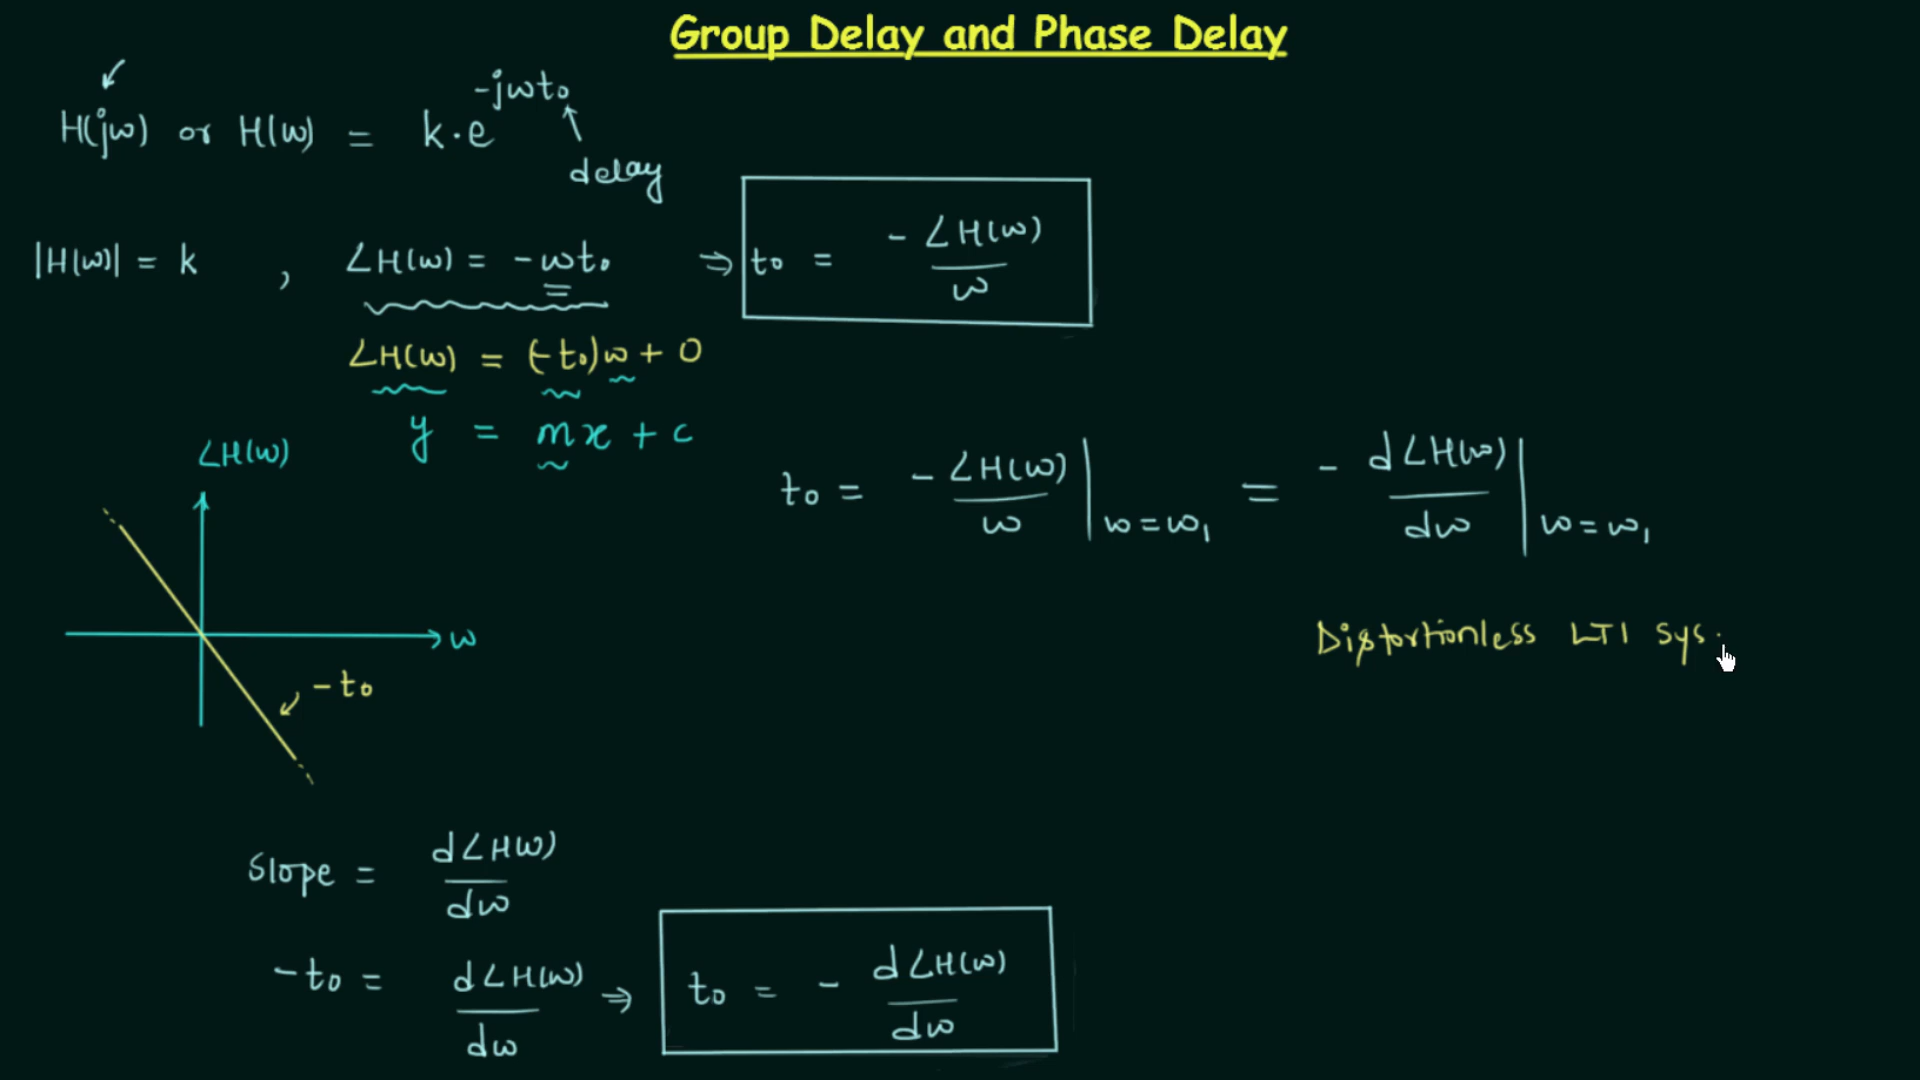 Group Delay and Phase Delay
H(jω) or H(ω) = k·e^-jωt₀
delay
|H(ω)| = k , ∠H(ω) = -ωt₀ ⇒ t₀ = -∠H(ω)/ω
∠H(ω) = (-t₀)ω + 0
y = mx + c
∠H(ω)
t₀ = -∠H(ω)/ω |ω=ω₁ = - d∠H(ω)/dω |ω=ω₁
ω
Distortionless LTI sys.
-t₀
Slope = d∠Hω)/dω
-t₀ = d∠H(ω)/dω ⇒ t₀ = - d∠H(ω)/dω